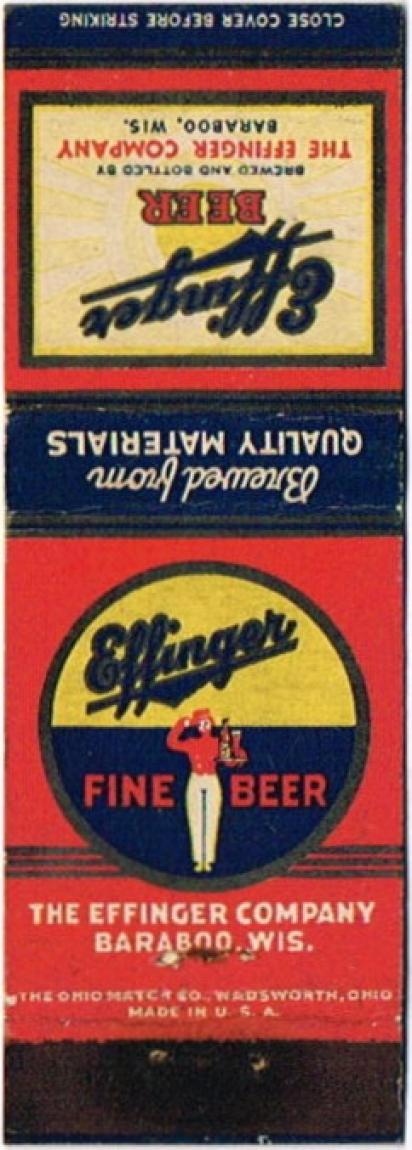 CLOSE COVER BEFORE STRIKING
Effinger
BEER
BREWED AND BOTTLED BY
THE EFFINGER COMPANY
BARABOO, WIS.
Brewed from
QUALITY MATERIALS
Effinger
FINE BEER
THE EFFINGER COMPANY
BARABOO, WIS.
THE OHIO MATCH CO., WADSWORTH, OHIO
MADE IN U. S. A.